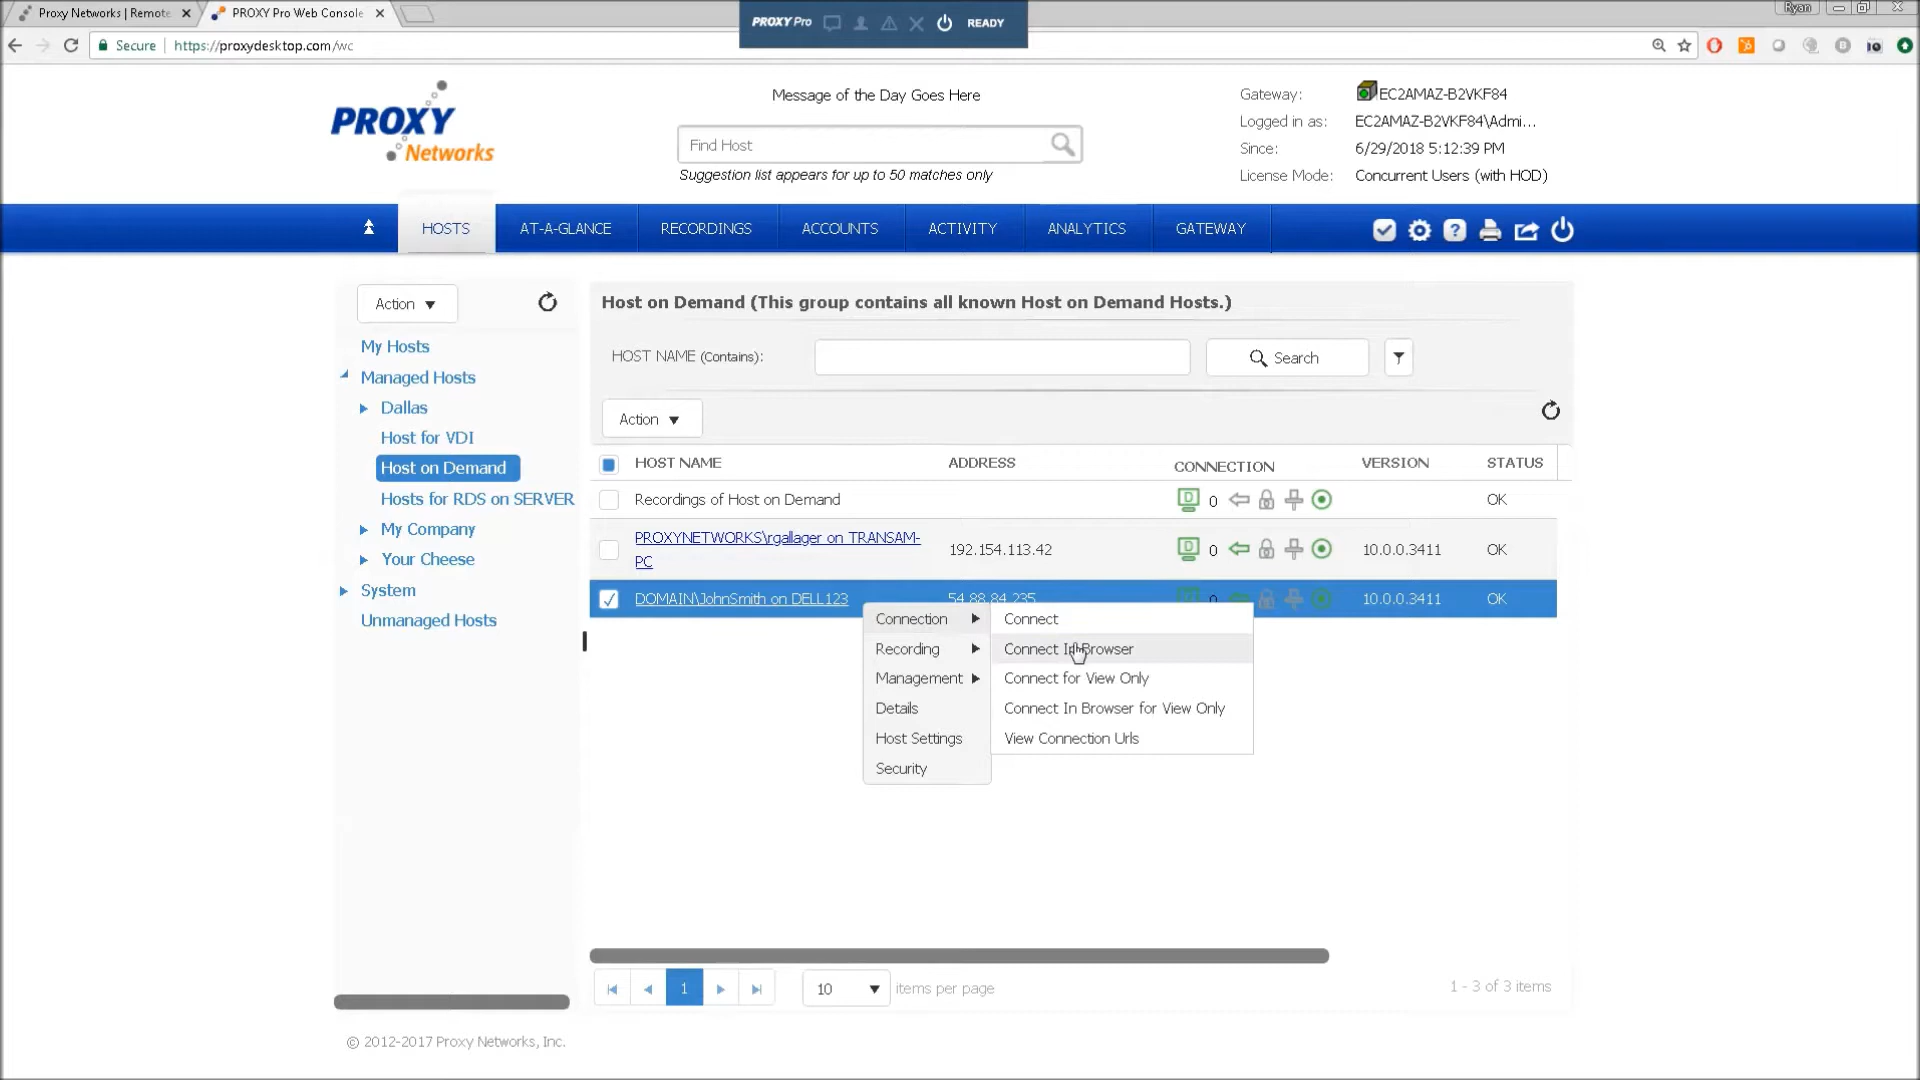 Proxy Networks | Remote
PROXY Pro Web Console
PROXY Pro
READY
Ryan
Secure
https://proxydesktop.com/wc
PROXY
Networks
Message of the Day Goes Here
Find Host
Suggestion list appears for up to 50 matches only
Gateway: EC2AMAZ-B2VKF84
Logged in as: EC2AMAZ-B2VKF84\Admi...
Since: 6/29/2018 5:12:39 PM
License Mode: Concurrent Users (with HOD)
HOSTS AT-A-GLANCE RECORDINGS ACCOUNTS ACTIVITY ANALYTICS GATEWAY
Action
My Hosts
Managed Hosts
Dallas
Host for VDI
Host on Demand
Hosts for RDS on SERVER
My Company
Your Cheese
System
Unmanaged Hosts
Host on Demand (This group contains all known Host on Demand Hosts.)
HOST NAME (Contains):
Search
Action
HOST NAME ADDRESS CONNECTION VERSION STATUS
Recordings of Host on Demand 0 OK
PROXYNETWORKS\rgallager on TRANSAM-
PC
192.154.113.42 0 10.0.0.3411 OK
DOMAIN\JohnSmith on DELL123 54.88.84.235 0 10.0.0.3411 OK
Connection
Recording
Management
Details
Host Settings
Security
Connect
Connect In Browser
Connect for View Only
Connect In Browser for View Only
View Connection Urls
1
10 items per page
1 - 3 of 3 items
© 2012-2017 Proxy Networks, Inc.